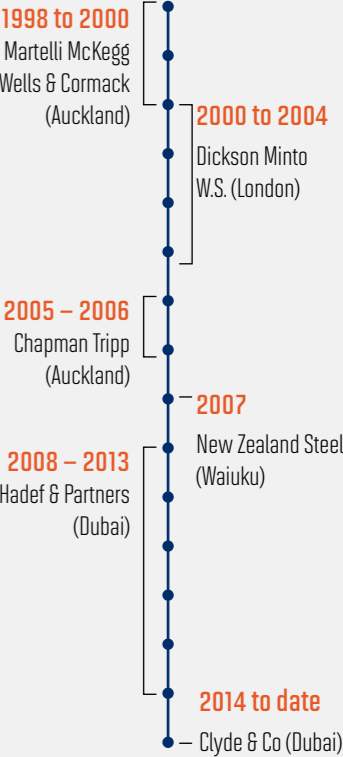 1998 to 2000
Martelli McKegg
Wells & Cormack
(Auckland)
2000 to 2004
Dickson Minto
W.S. (London)
2005 – 2006
Chapman Tripp
(Auckland)
2007
New Zealand Steel
(Waiuku)
2008 – 2013
Hadef & Partners
(Dubai)
2014 to date
Clyde & Co (Dubai)